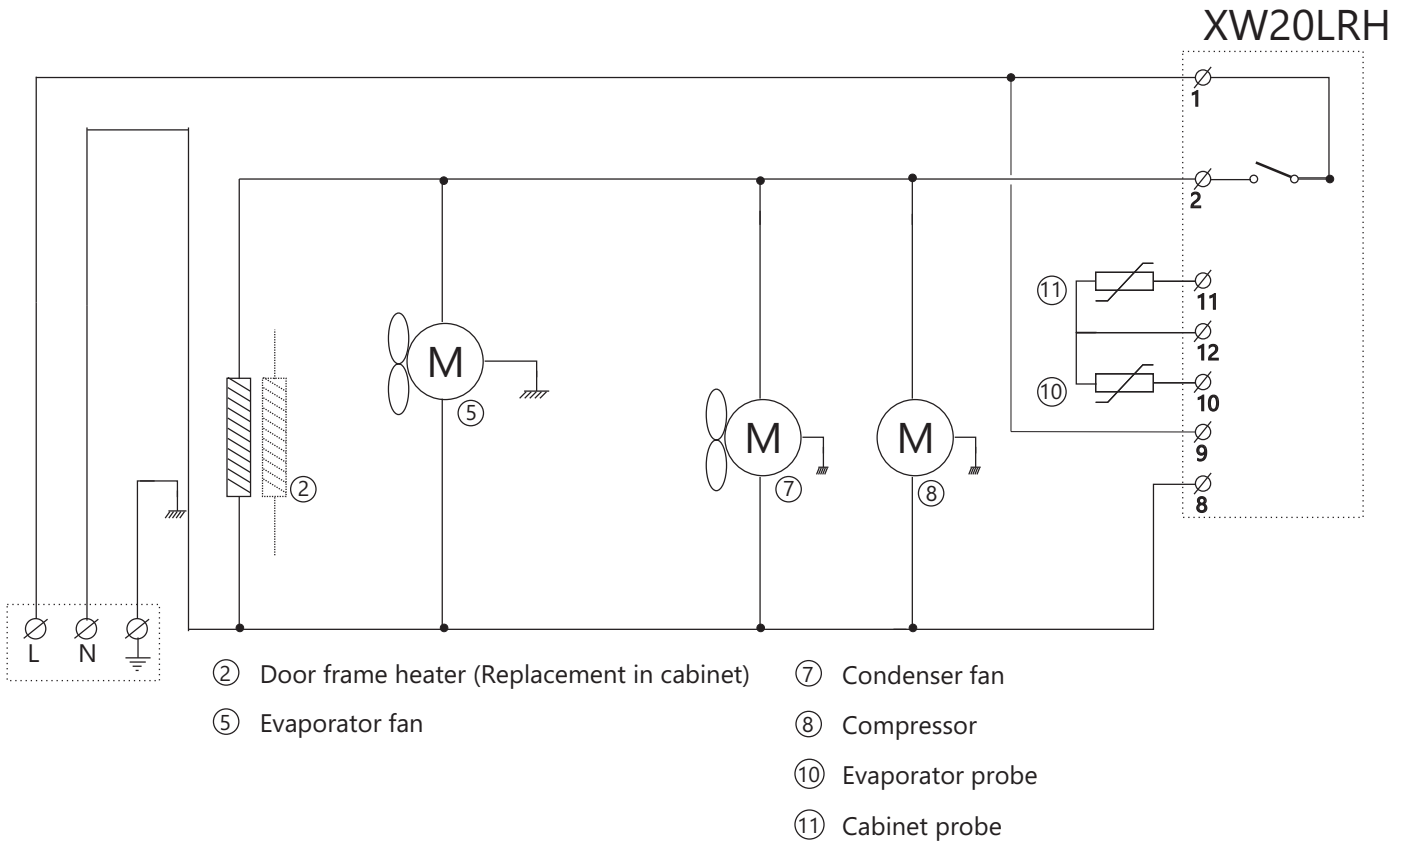 XW20LRH
1
2
11
11
12
10
10
9
8
M
5
M
7
M
8
2
L N
2 Door frame heater (Replacement in cabinet)
5 Evaporator fan
7 Condenser fan
8 Compressor
10 Evaporator probe
11 Cabinet probe